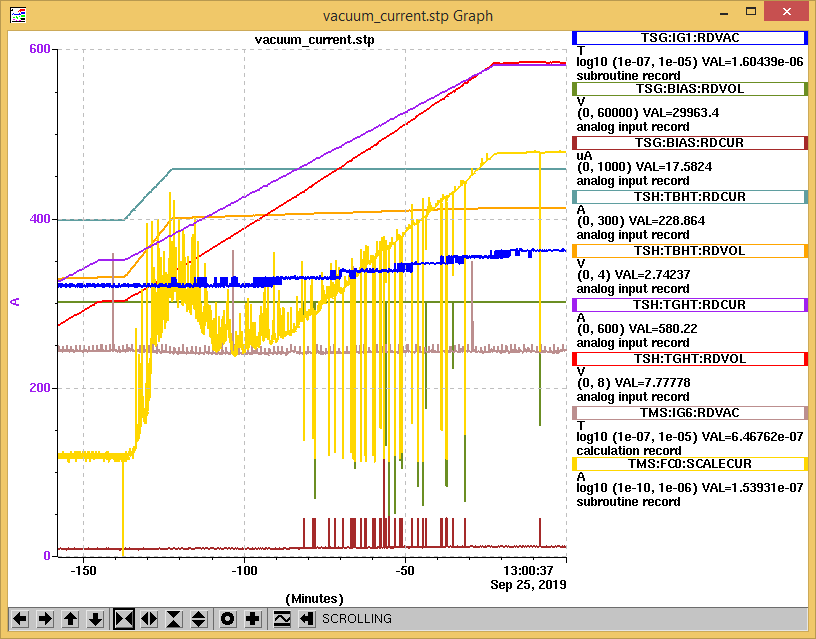 vacuum_current.stp Graph
vacuum_current.stp
600
400
A
200
0
-150
-100
-50
13:00:37
Sep 25, 2019
(Minutes)
TSG:IG1:RDVAC
T
log10 (1e-07, 1e-05) VAL=1.60439e-06
subroutine record
TSG:BIAS:RDVOL
V
(0, 60000) VAL=29963.4
analog input record
TSG:BIAS:RDCUR
uA
(0, 1000) VAL=17.5824
analog input record
TSH:TBHT:RDCUR
A
(0, 300) VAL=228.864
analog input record
TSH:TBHT:RDVOL
V
(0, 4) VAL=2.74237
analog input record
TSH:TGHT:RDCUR
A
(0, 600) VAL=580.22
analog input record
TSH:TGHT:RDVOL
V
(0, 8) VAL=7.77778
analog input record
TMS:IG6:RDVAC
T
log10 (1e-07, 1e-05) VAL=6.46762e-07
calculation record
TMS:FC0:SCALECUR
A
log10 (1e-10, 1e-06) VAL=1.53931e-07
subroutine record
SCROLLING